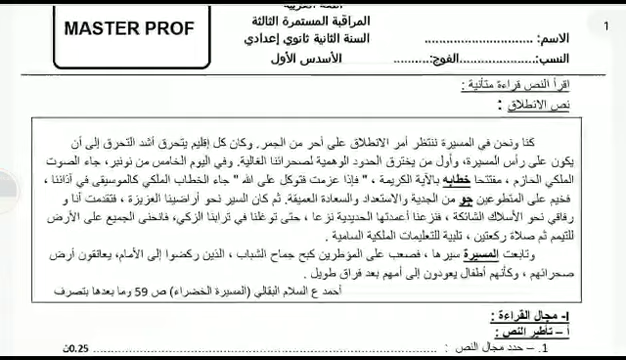 اللغة العربية
المراقبة المستمرة الثالثة
السنة الثانية ثانوي إعدادي
الأسدس الأول
MASTER PROF
1
الاسم: ..............................
النسب:....................الفوج:...........
اقرأ النص قراءة متأنية :
نص الانطلاق :
كنا ونحن في المسيرة ننتظر أمر الانطلاق على أحر من الجمر. وكان كل إقليم يتحرق أشد التحرق إلى أن
يكون على رأس المسيرة، وأول من يخترق الحدود الوهمية لصحرائنا الغالية. وفي اليوم الخامس من نونبر، جاء الصوت
الملكي الحازم، مفتتحا خطابه بالآية الكريمة، " فإذا عزمت فتوكل على الله " جاء الخطاب الملكي كالموسيقى في آذاننا،
فخيم على المتطوعين جو من الجدية والاستعداد والسعادة العميقة. ثم كان السير نحو أراضينا العزيزة، فتقدمت أنا و
رفاقي نحو الأسلاك الشائكة، فنزعنا أعمدتها الحديدية نزعا، حتى توغلنا في ترابنا الزكي، فانحنى الجميع على الأرض
للتيمم ثم صلاة ركعتين، تلبية للتعليمات الملكية السامية.
وتابعت المسيرة سيرها، فصعب على المؤطرين كبح جماح الشباب، الذين ركضوا إلى الأمام، يعانقون أرض
صحرائهم، وكأنهم أطفال يعودون إلى أمهم بعد فراق طويل.
أحمد ع السلام البقالي (المسيرة الخضراء) ص 59 وما بعدها بتصرف
I- مجال القراءة :
أ – تأطير النص :
1. – حدد مجال النص : .................................................. 0.25ن